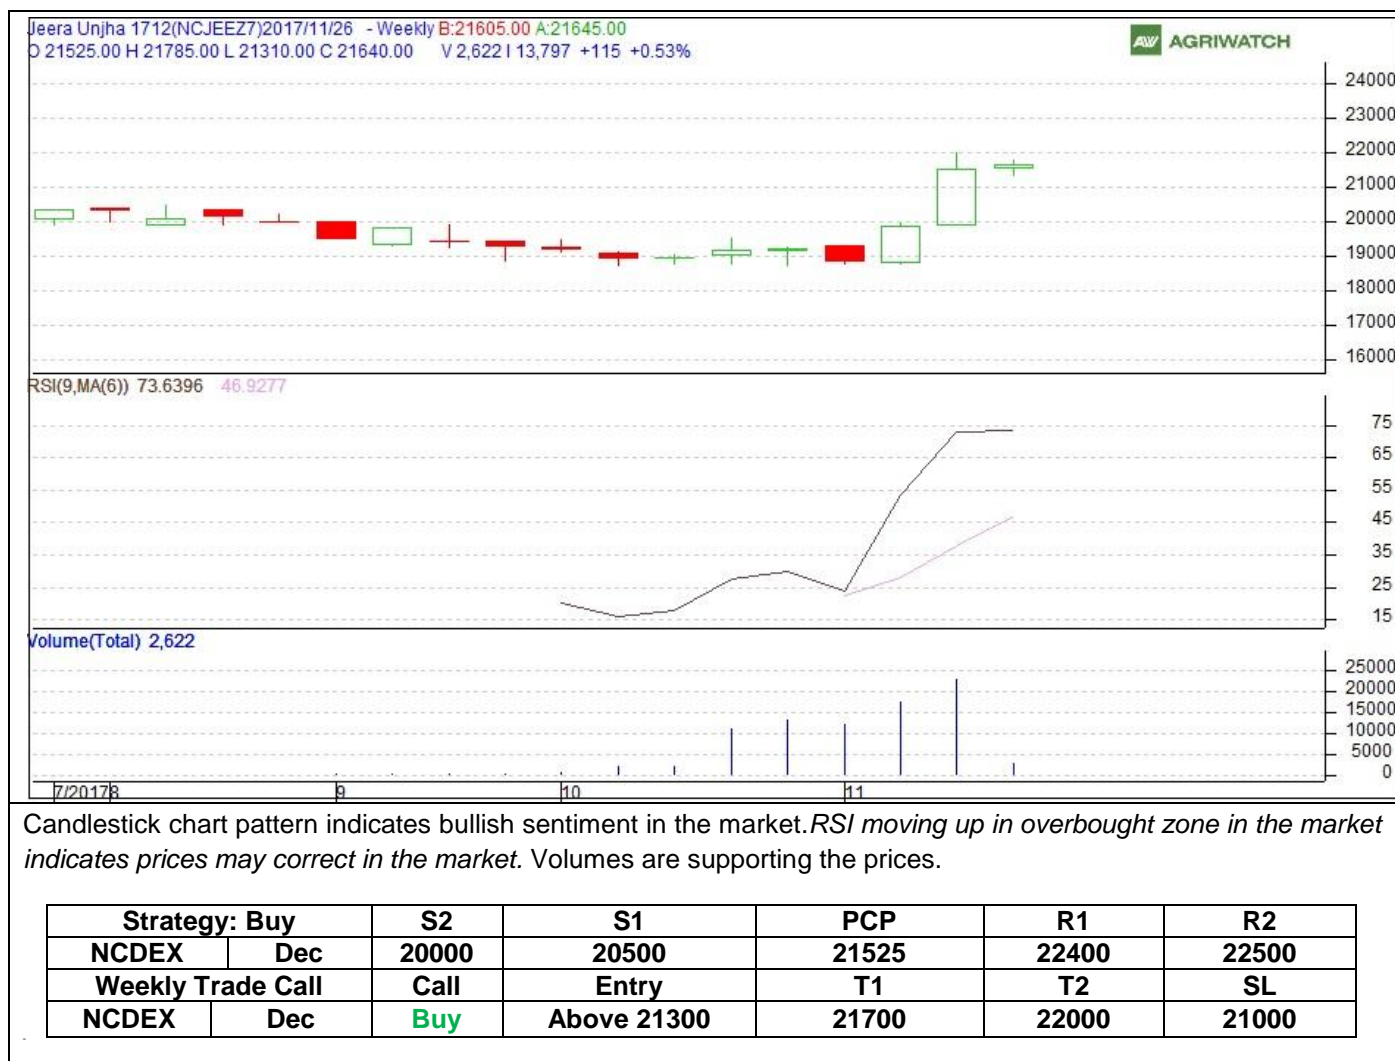 Jeera Unjha 1712(NCJEEZ7)2017/11/26 - Weekly B:21605.00 A:21645.00
O 21525.00 H 21785.00 L 21310.00 C 21640.00 V 2,622 I 13,797 +115 +0.53%
AW AGRIWATCH
24000
23000
22000
21000
20000
19000
18000
17000
16000
RSI(9,MA(6)) 73.6396 46.9277
75
65
55
45
35
25
15
Volume(Total) 2,622
25000
20000
15000
10000
5000
0
7/2017 8 9 10 11
Candlestick chart pattern indicates bullish sentiment in the market.RSI moving up in overbought zone in the market
indicates prices may correct in the market. Volumes are supporting the prices.
Strategy: Buy S2 S1 PCP R1 R2
NCDEX Dec 20000 20500 21525 22400 22500
Weekly Trade Call Call Entry T1 T2 SL
NCDEX Dec Buy Above 21300 21700 22000 21000